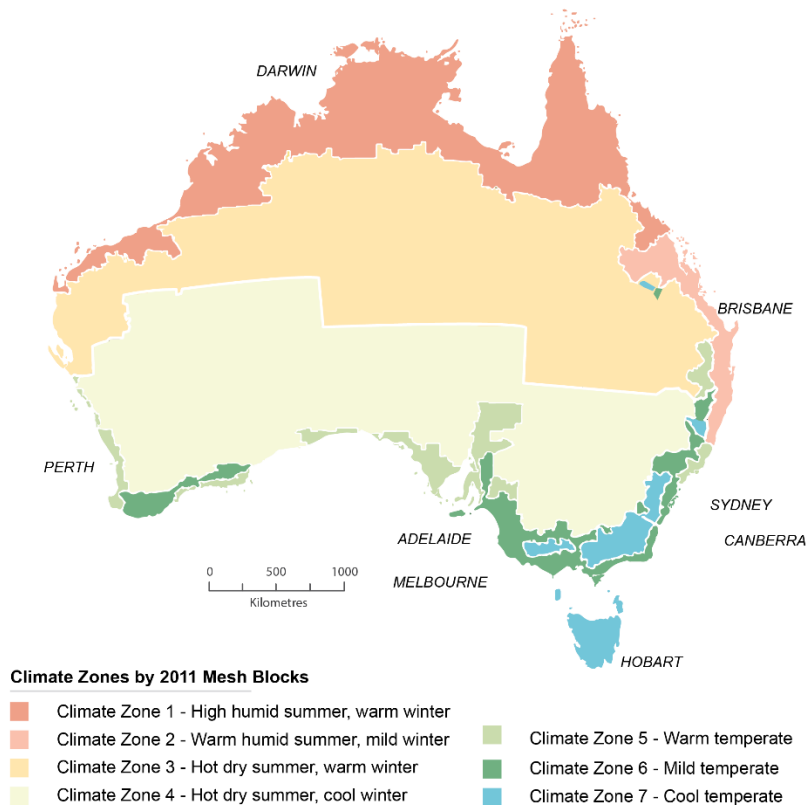 DARWIN
BRISBANE
PERTH
SYDNEY
ADELAIDE
CANBERRA
MELBOURNE
0 500 1000
Kilometres
HOBART
Climate Zones by 2011 Mesh Blocks
Climate Zone 1 - High humid summer, warm winter
Climate Zone 2 - Warm humid summer, mild winter
Climate Zone 3 - Hot dry summer, warm winter
Climate Zone 4 - Hot dry summer, cool winter
Climate Zone 5 - Warm temperate
Climate Zone 6 - Mild temperate
Climate Zone 7 - Cool temperate